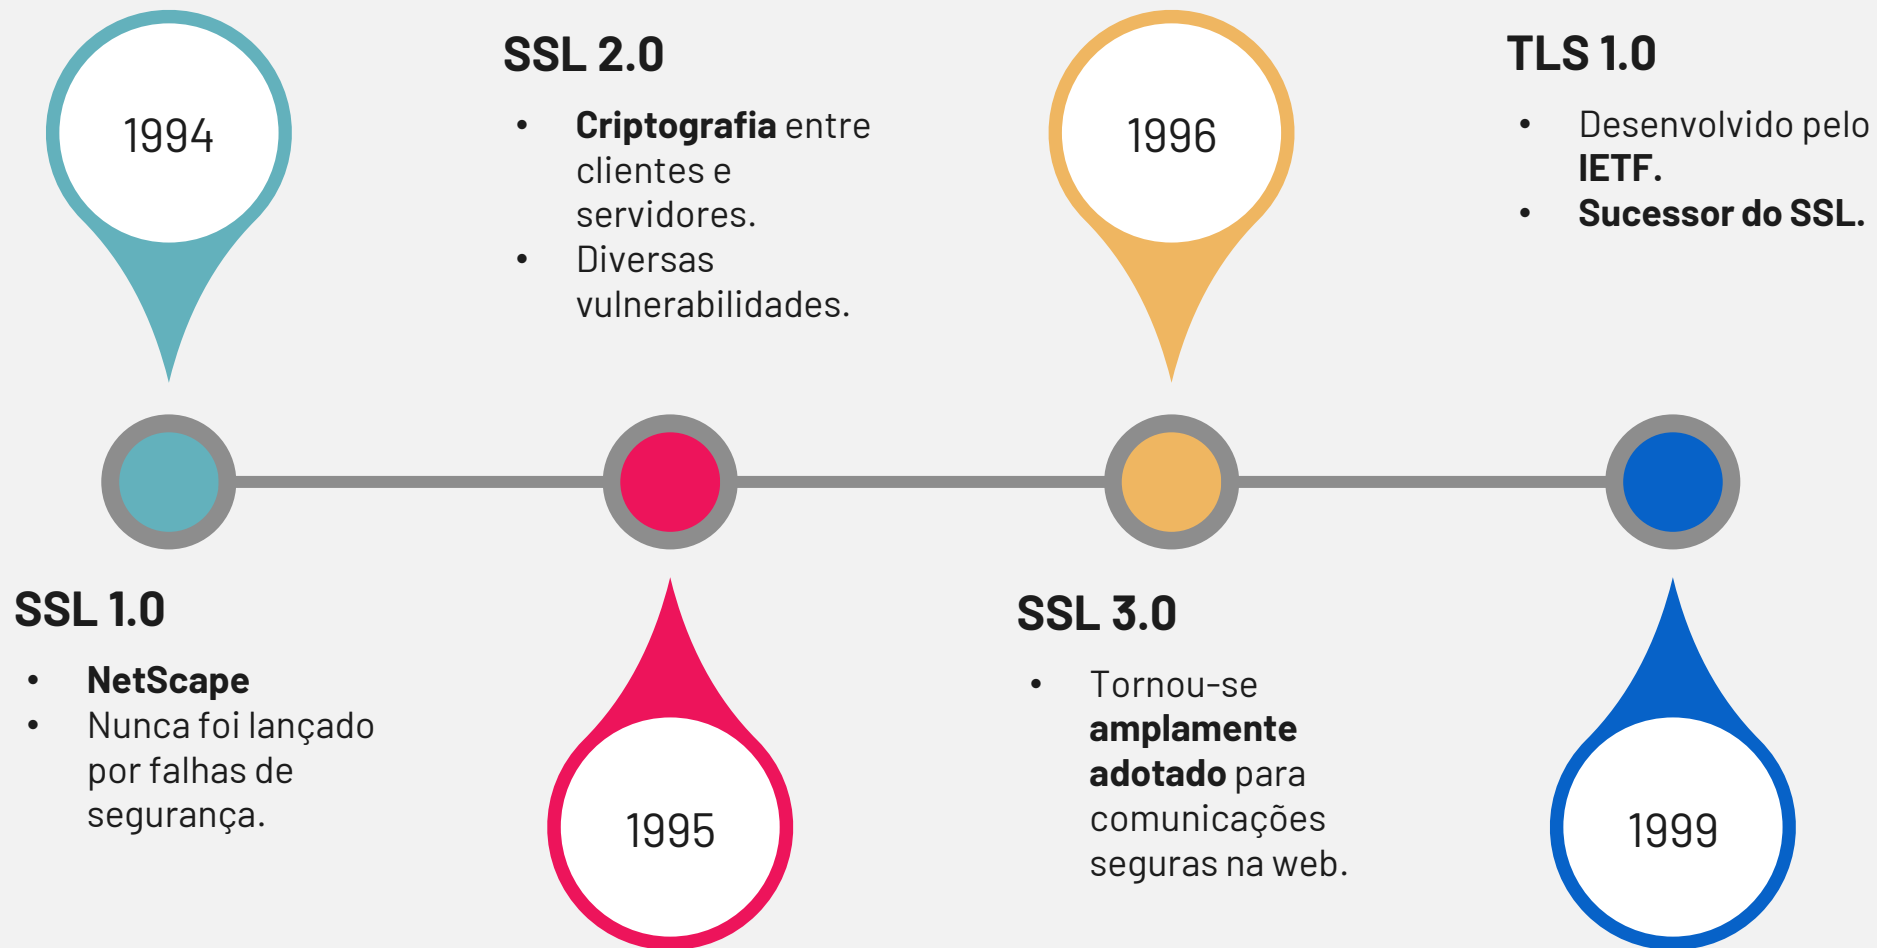 1994
SSL 1.0
• NetScape
• Nunca foi lançado
por falhas de
segurança.
SSL 2.0
• Criptografia entre
clientes e
servidores.
• Diversas
vulnerabilidades.
1995
1996
SSL 3.0
• Tornou-se
amplamente
adotado para
comunicações
seguras na web.
TLS 1.0
• Desenvolvido pelo
IETF.
• Sucessor do SSL.
1999